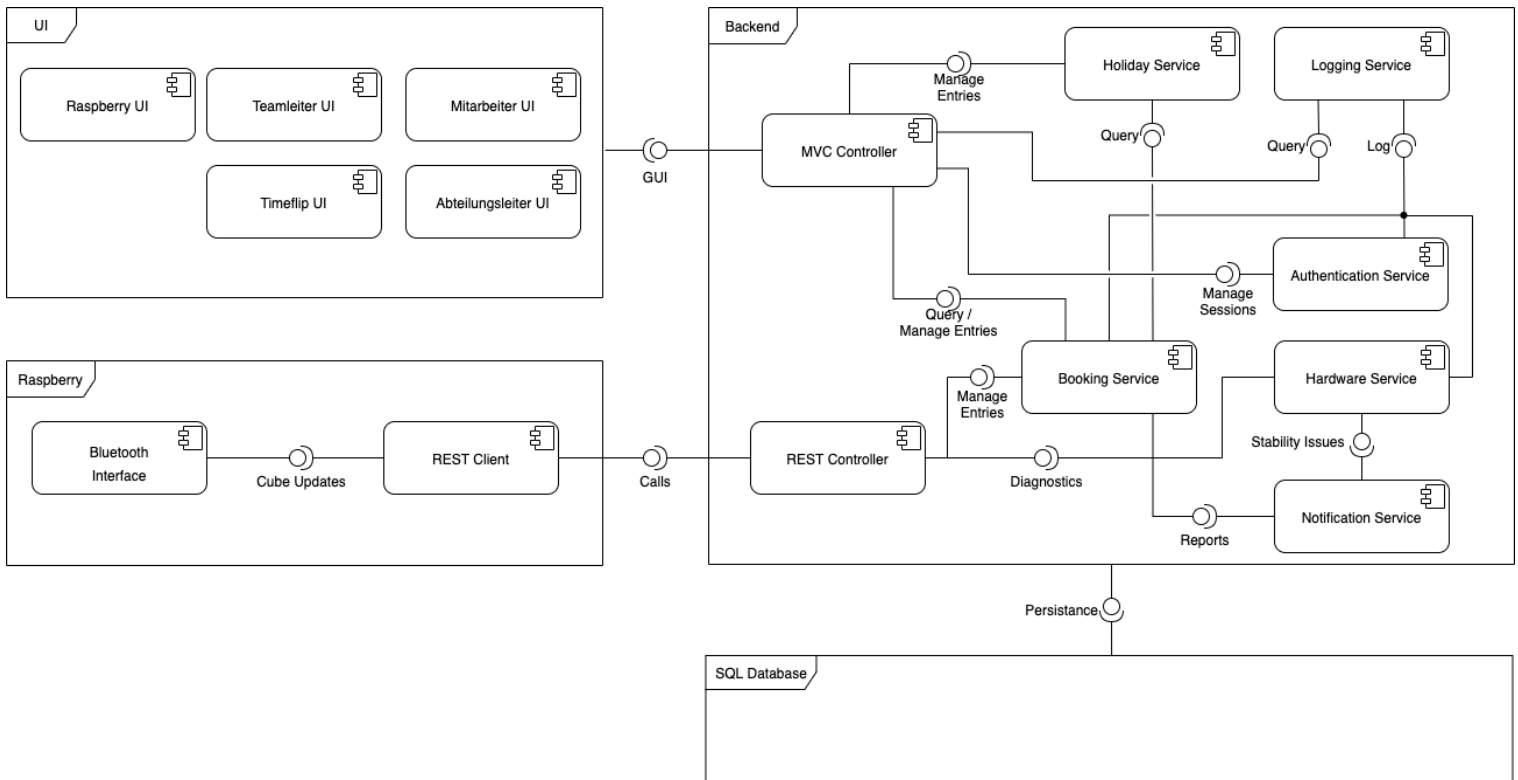 UI
Raspberry UI
Teamleiter UI
Mitarbeiter UI
Timeflip UI
Abteilungsleiter UI
GUI
Backend
Holiday Service
Logging Service
Manage
Entries
MVC Controller
Query
Query
Log
Authentication Service
Manage
Sessions
Query /
Manage Entries
Booking Service
Hardware Service
Manage
Entries
Stability Issues
REST Controller
Diagnostics
Notification Service
Reports
Raspberry
Bluetooth
Interface
Cube Updates
REST Client
Calls
Persistance
SQL Database